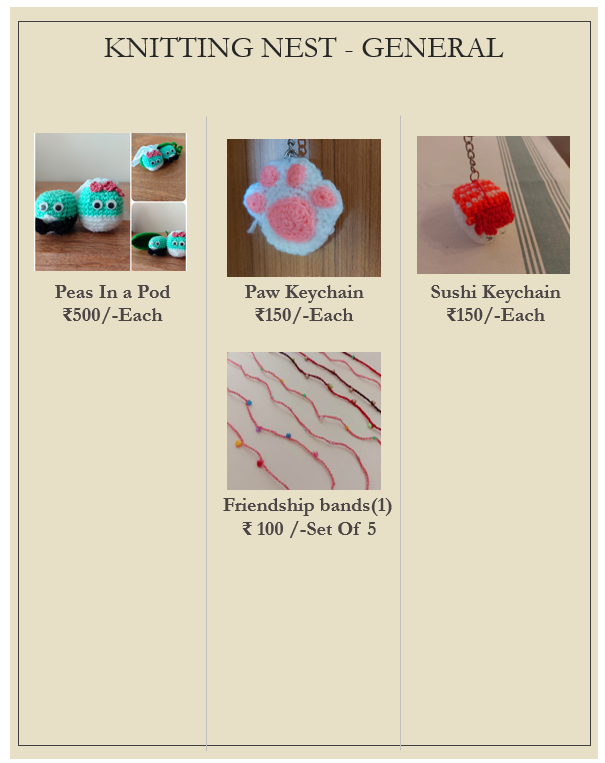 KNITTING NEST - GENERAL
Peas In a Pod
₹500/-Each
Paw Keychain
₹150/-Each
Sushi Keychain
₹150/-Each
Friendship bands(1)
₹ 100 /-Set Of 5